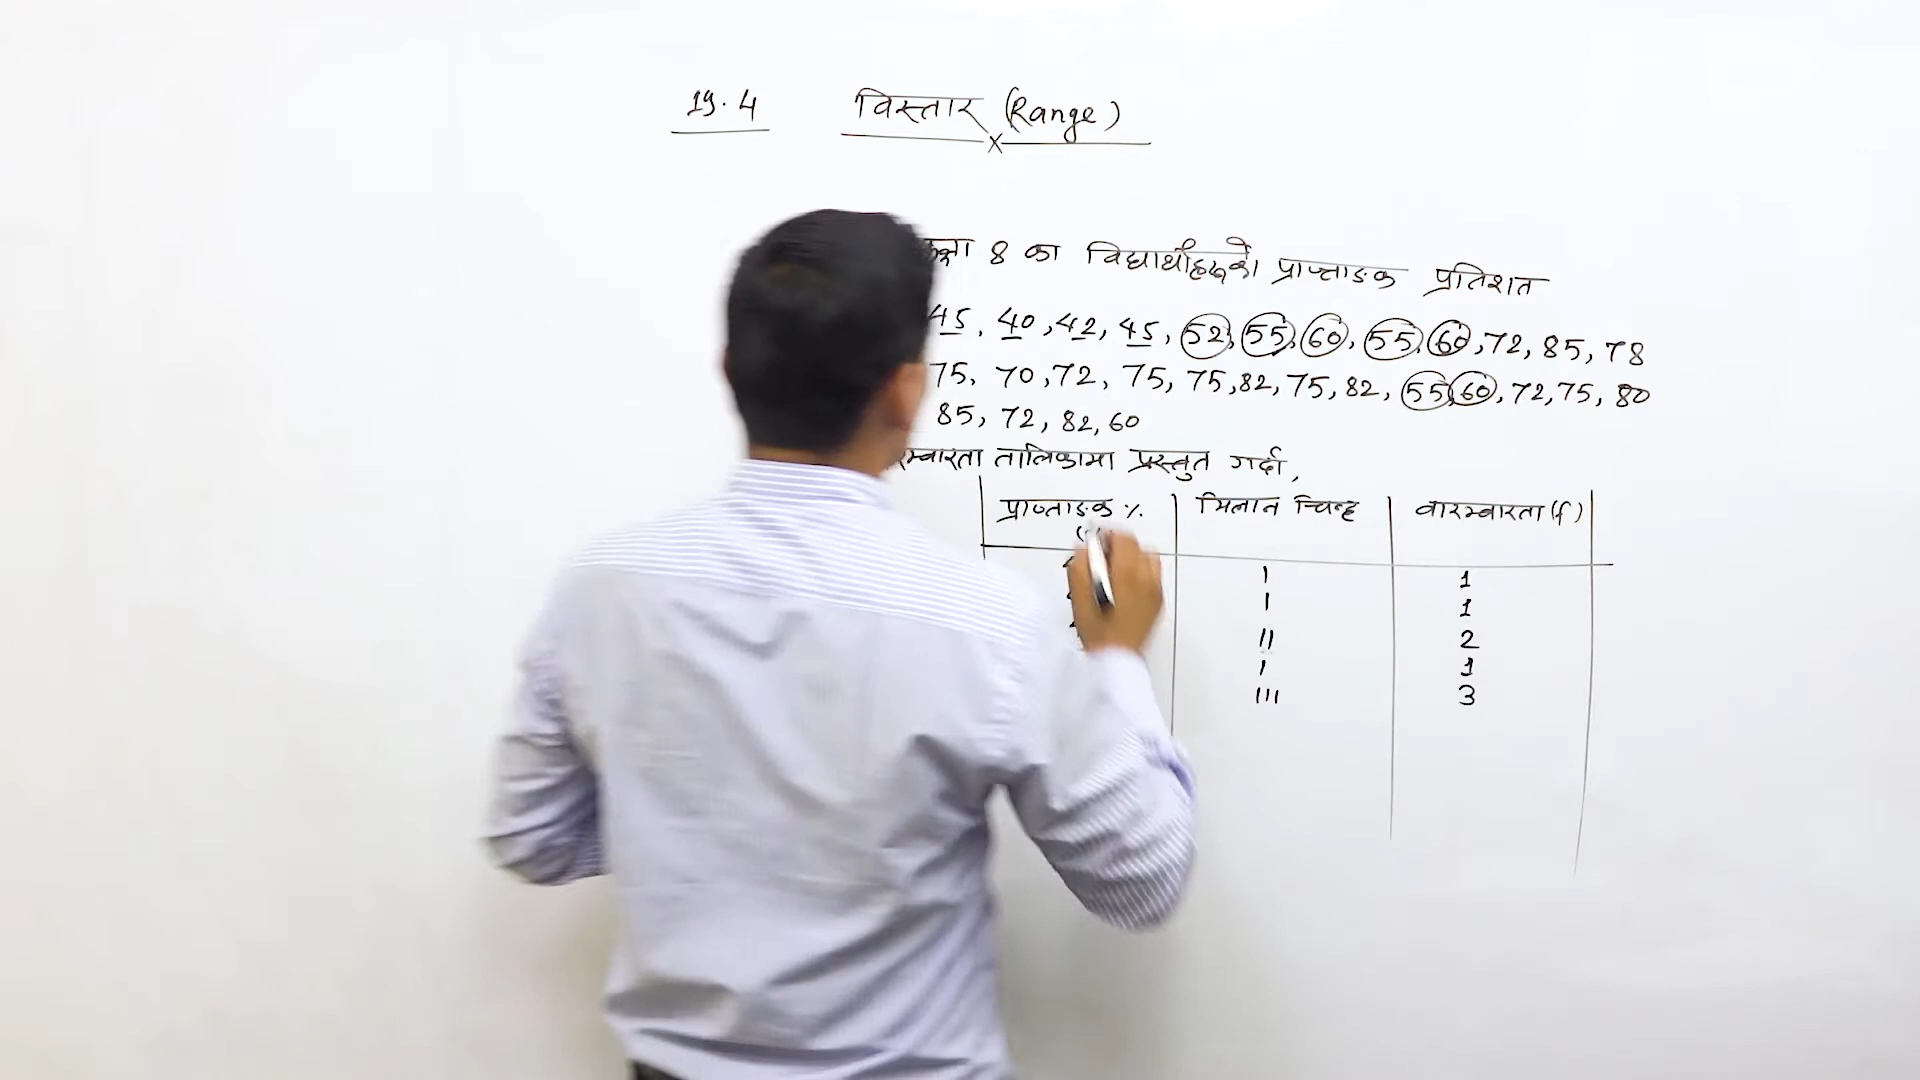 19.4 विस्तार (Range)
कक्षा 8 का विद्यार्थीहरूको प्राप्ताङ्क प्रतिशत
45, 40, 42, 45, 52, 55, 60, 55, 60, 72, 85, 78
75, 70, 72, 75, 75, 82, 75, 82, 55, 60, 72, 75, 80
85, 72, 82, 60
रम्बारता तालिकामा प्रस्तुत गर्दा,
प्राप्ताङ्क % मिलान चिन्ह वारम्बारता (f)
| 1
| 1
|| 2
| 1
||| 3